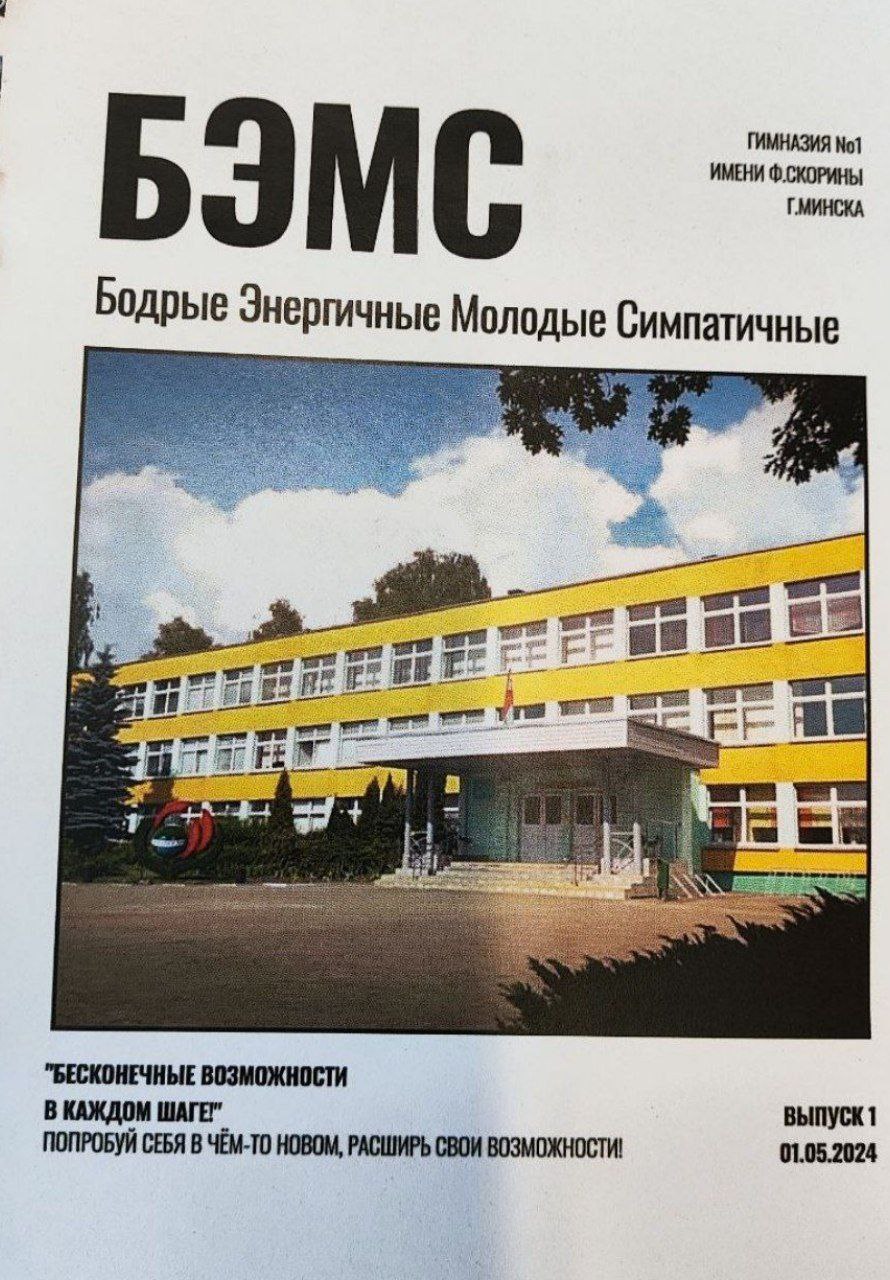 БЭМС
ГИМНАЗИЯ №1
ИМЕНИ Ф.СКОРИНЫ
Г.МИНСКА
Бодрые Энергичные Молодые Симпатичные
"БЕСКОНЕЧНЫЕ ВОЗМОЖНОСТИ
В КАЖДОМ ШАГЕ!"
ПОПРОБУЙ СЕБЯ В ЧЁМ-ТО НОВОМ, РАСШИРЬ СВОИ ВОЗМОЖНОСТИ!
ВЫПУСК 1
01.05.2024